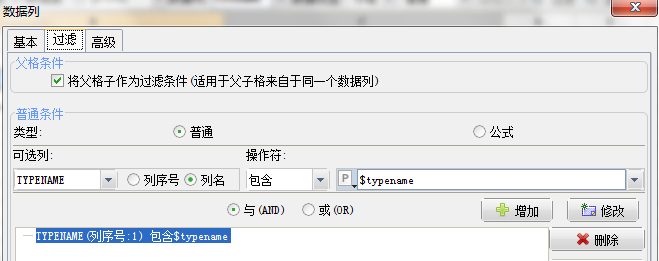 数据列
基本 过滤 高级
父格条件
将父格子作为过滤条件(适用于父子格来自于同一个数据列)
普通条件
类型: 普通 公式
可选列: 操作符:
TYPENAME 列序号 列名 包含 P $typename
与(AND) 或(OR) 增加 修改
TYPENAME(列序号:1) 包含$typename 删除